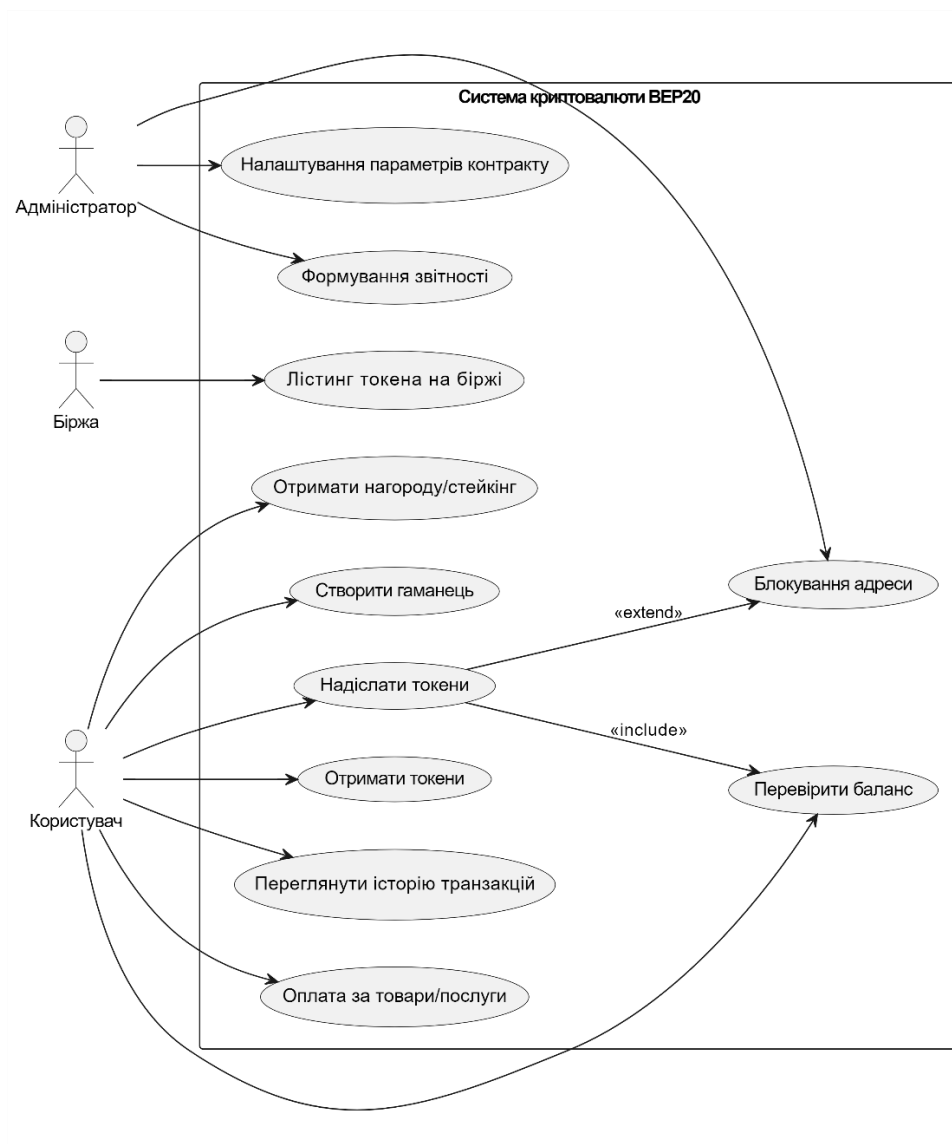 Система криптовалюти BEP20
Налаштування параметрів контракту
Адміністратор
Формування звітності
Лістинг токена на біржі
Біржа
Отримати нагороду/стейкінг
Створити гаманець
Блокування адреси
«extend»
Надіслати токени
«include»
Отримати токени
Перевірити баланс
Користувач
Переглянути історію транзакцій
Оплата за товари/послуги